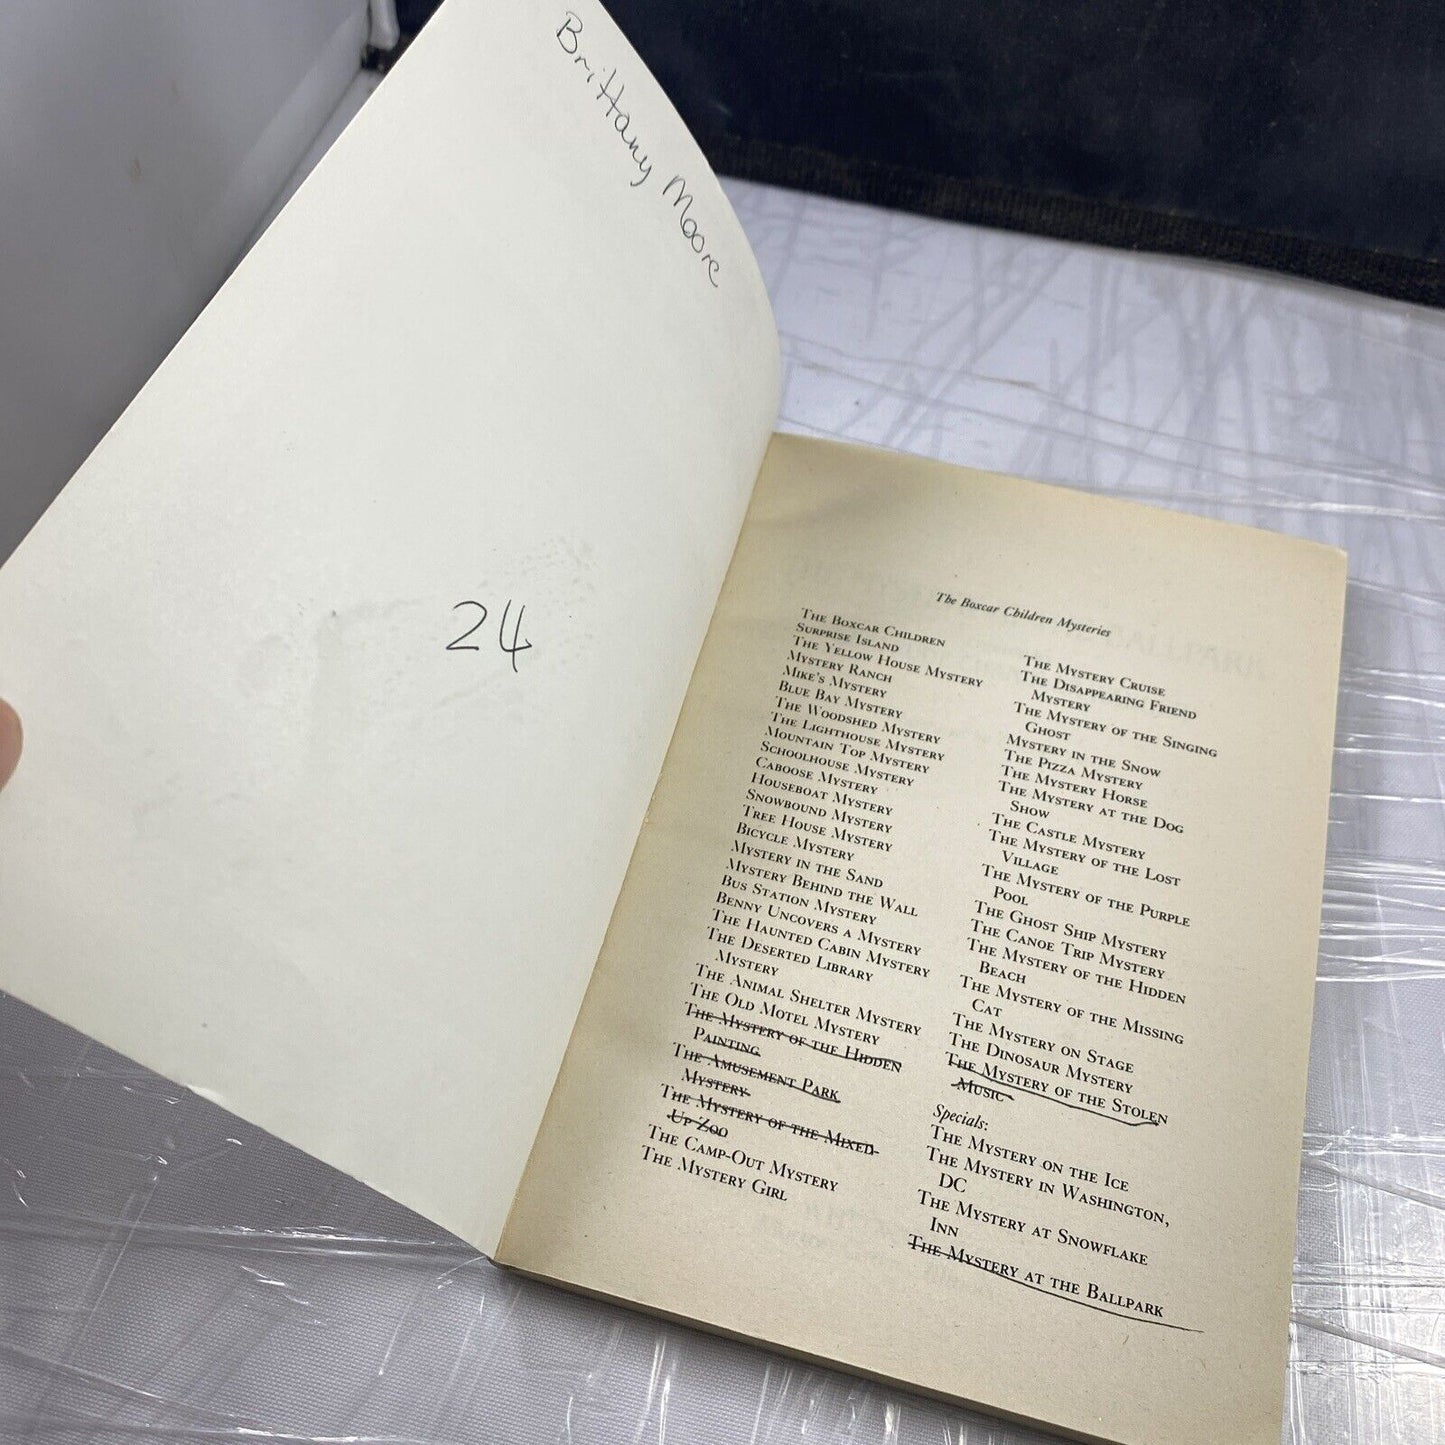 Brittany Moore
24
The Boxcar Children Mysteries
THE BOXCAR CHILDREN
SURPRISE ISLAND
THE YELLOW HOUSE MYSTERY
MYSTERY RANCH
MIKE'S MYSTERY
BLUE BAY MYSTERY
THE WOODSHED MYSTERY
THE LIGHTHOUSE MYSTERY
MOUNTAIN TOP MYSTERY
SCHOOLHOUSE MYSTERY
CABOOSE MYSTERY
HOUSEBOAT MYSTERY
SNOWBOUND MYSTERY
TREE HOUSE MYSTERY
BICYCLE MYSTERY
MYSTERY IN THE SAND
MYSTERY BEHIND THE WALL
BUS STATION MYSTERY
BENNY UNCOVERS A MYSTERY
THE HAUNTED CABIN MYSTERY
THE DESERTED LIBRARY
MYSTERY
THE ANIMAL SHELTER MYSTERY
THE OLD MOTEL MYSTERY
THE MYSTERY OF THE HIDDEN
PAINTING
THE AMUSEMENT PARK
MYSTERY
THE MYSTERY OF THE MIXED-
UP ZOO
THE CAMP-OUT MYSTERY
THE MYSTERY GIRL
THE MYSTERY CRUISE
THE DISAPPEARING FRIEND
MYSTERY
THE MYSTERY OF THE SINGING
GHOST
MYSTERY IN THE SNOW
THE PIZZA MYSTERY
THE MYSTERY HORSE
THE MYSTERY AT THE DOG
SHOW
THE CASTLE MYSTERY
THE MYSTERY OF THE LOST
VILLAGE
THE MYSTERY OF THE PURPLE
POOL
THE GHOST SHIP MYSTERY
THE CANOE TRIP MYSTERY
THE MYSTERY OF THE HIDDEN
BEACH
THE MYSTERY OF THE MISSING
CAT
THE MYSTERY ON STAGE
THE DINOSAUR MYSTERY
THE MYSTERY OF THE STOLEN
MUSIC
Specials:
THE MYSTERY ON THE ICE
THE MYSTERY IN WASHINGTON,
DC
THE MYSTERY AT SNOWFLAKE
INN
THE MYSTERY AT THE BALLPARK